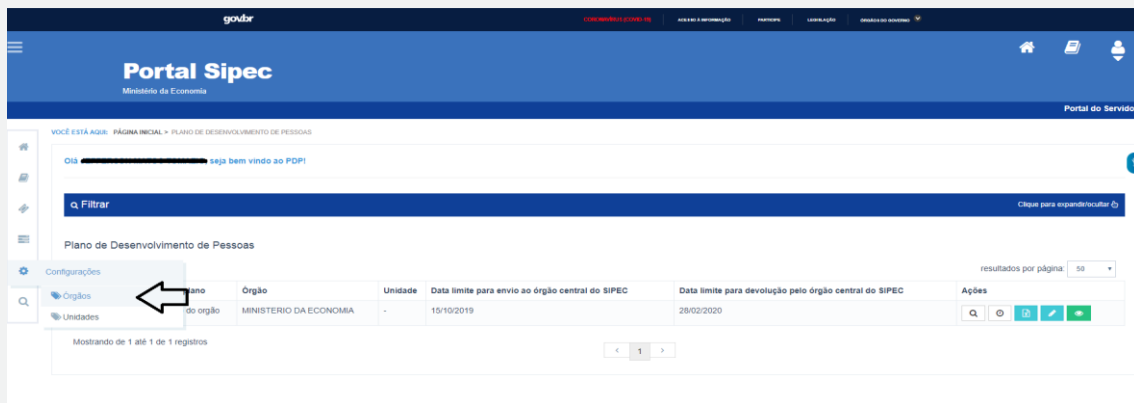 govbr
CORONAVÍRUS (COVID-19) ACESSO À INFORMAÇÃO PARTICIPE LEGISLAÇÃO ÓRGÃOS DO GOVERNO
Portal Sipec
Ministério da Economia
Portal do Servido
VOCÊ ESTÁ AQUI: PÁGINA INICIAL > PLANO DE DESENVOLVIMENTO DE PESSOAS
Olá seja bem vindo ao PDP!
Filtrar Clique para expandir/ocultar
Plano de Desenvolvimento de Pessoas
Configurações resultados por página: 50
Órgãos lano Órgão Unidade Data limite para envio ao órgão central do SIPEC Data limite para devolução pelo órgão central do SIPEC Ações
Unidades do orgão MINISTERIO DA ECONOMIA - 15/10/2019 28/02/2020
Mostrando de 1 até 1 de 1 registros < 1 >